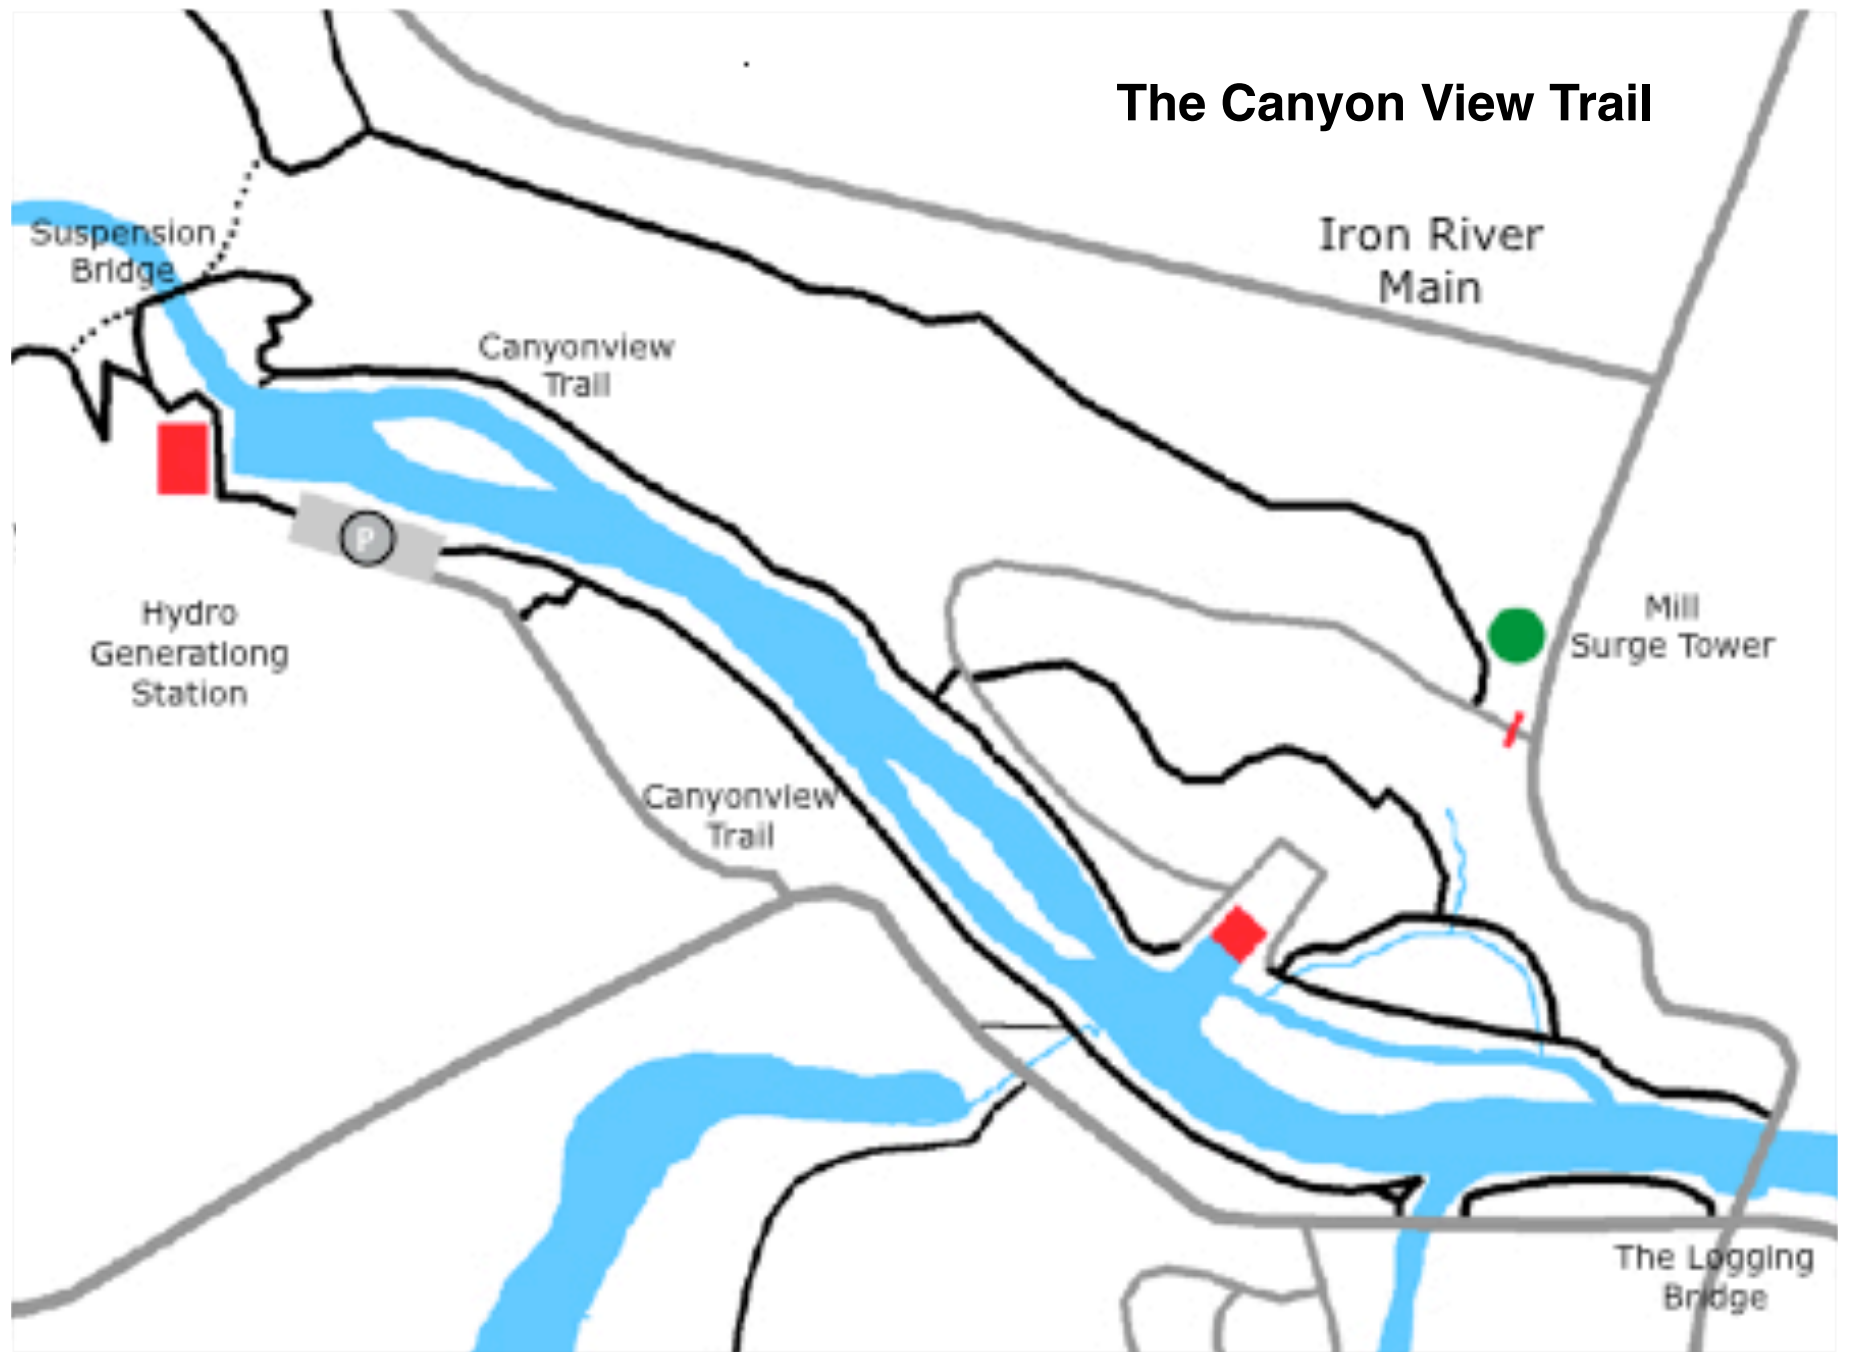 The Canyon View Trail
Iron River
Main
Suspension
Bridge
Canyonview
Trail
P
Hydro
Generationg
Station
Mill
Surge Tower
Canyonview
Trail
The Logging
Bridge